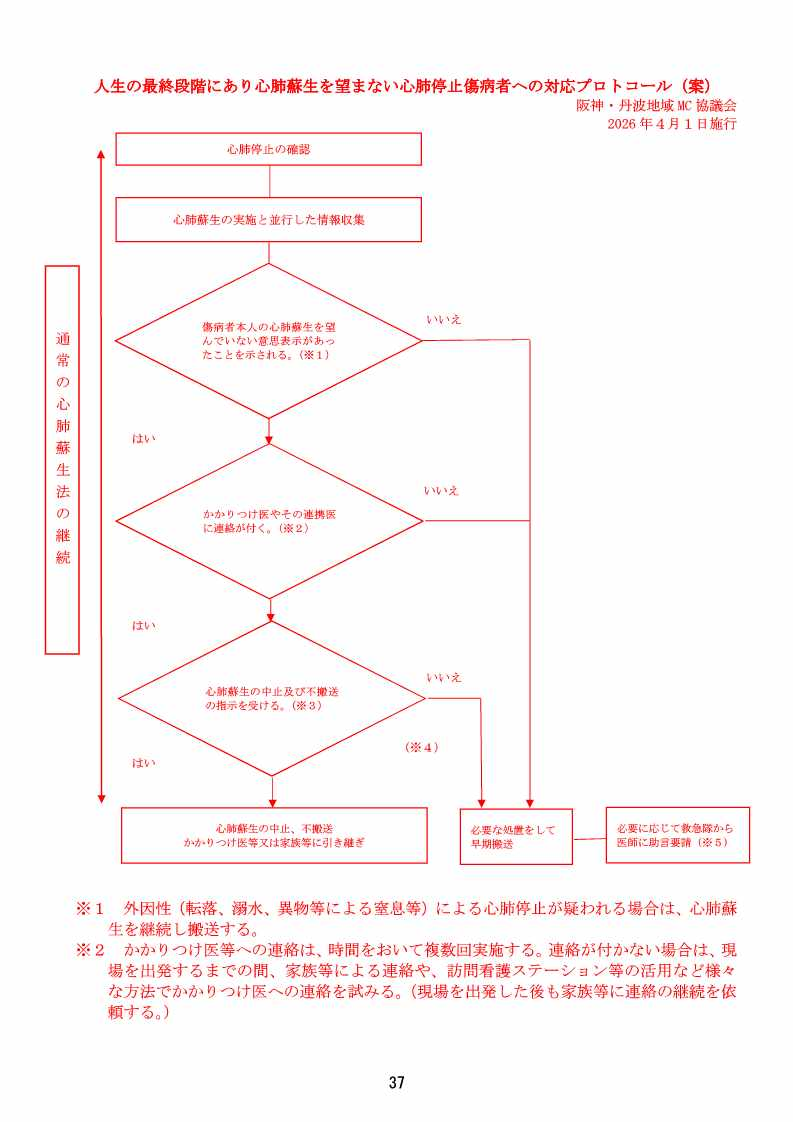 人生の最終段階にあり心肺蘇生を望まない心肺停止傷病者への対応プロトコール（案）
阪神・丹波地域 MC 協議会
2026 年４月１日施行
心肺停止の確認
心肺蘇生の実施と並行した情報収集
通常の心肺蘇生法の継続
傷病者本人の心肺蘇生を望
んでいない意思表示があっ
たことを示される。（※１）
いいえ
はい
かかりつけ医やその連携医
に連絡が付く。（※２）
いいえ
はい
心肺蘇生の中止及び不搬送
の指示を受ける。（※３）
いいえ
（※４）
はい
心肺蘇生の中止、不搬送
かかりつけ医等又は家族等に引き継ぎ
必要な処置をして
早期搬送
必要に応じて救急隊から
医師に助言要請（※５）
※１　外因性（転落、溺水、異物等による窒息等）による心肺停止が疑われる場合は、心肺蘇
生を継続し搬送する。
※２　かかりつけ医等への連絡は、時間をおいて複数回実施する。連絡が付かない場合は、現
場を出発するまでの間、家族等による連絡や、訪問看護ステーション等の活用など様々
な方法でかかりつけ医への連絡を試みる。（現場を出発した後も家族等に連絡の継続を依
頼する。）
37